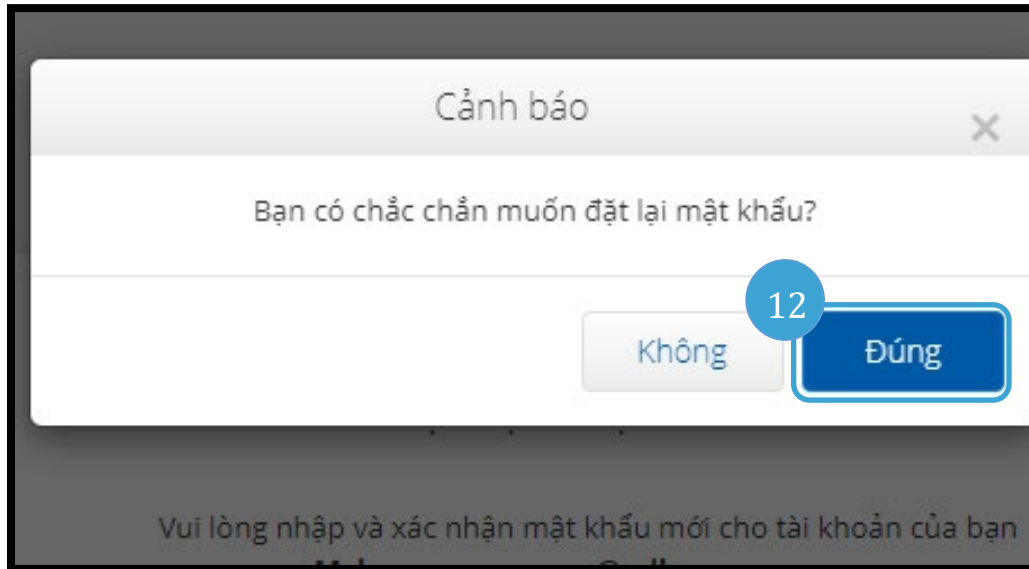 Cảnh báo
×
Bạn có chắc chắn muốn đặt lại mật khẩu?
12
Không
Đúng
Vui lòng nhập và xác nhận mật khẩu mới cho tài khoản của bạn